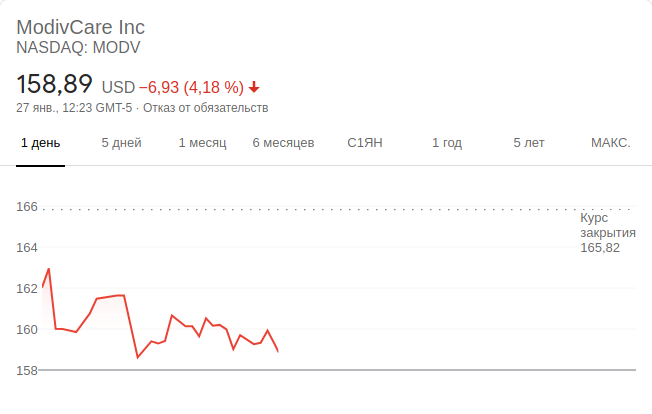 ModivCare Inc
NASDAQ: MODV
158,89 USD −6,93 (4,18 %)
27 янв., 12:23 GMT-5 · Отказ от обязательств
1 день 5 дней 1 месяц 6 месяцев С1ЯН 1 год 5 лет МАКС.
166
Курс
закрытия
165,82
164
162
160
158